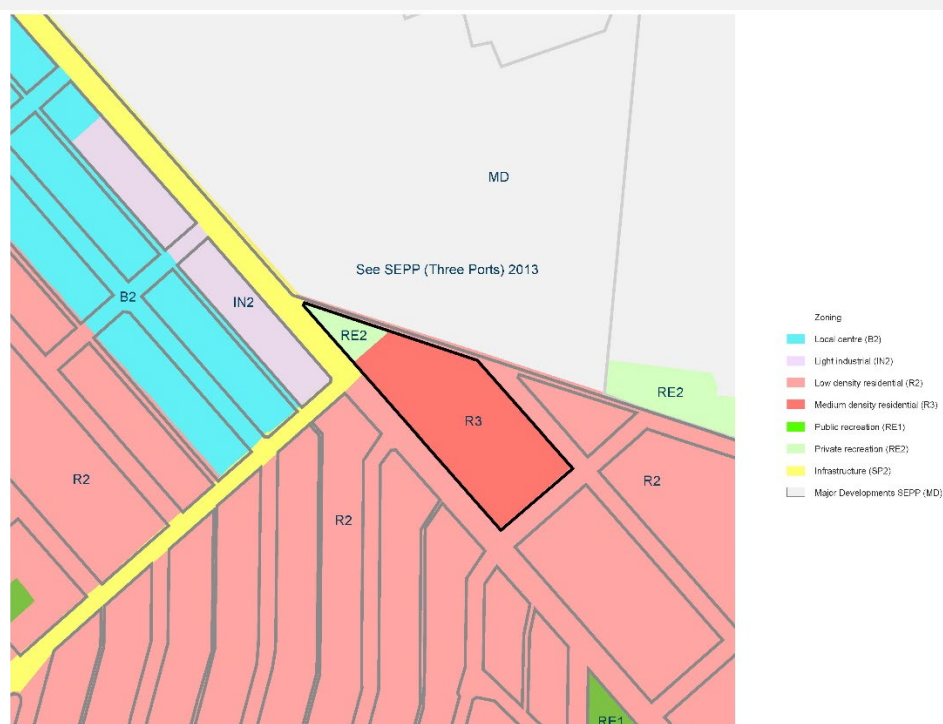 MD
See SEPP (Three Ports) 2013
B2
IN2
RE2
RE2
R3
R2
R2
R2
RE1
Zoning
Local centre (B2)
Light industrial (IN2)
Low density residential (R2)
Medium density residential (R3)
Public recreation (RE1)
Private recreation (RE2)
Infrastructure (SP2)
Major Developments SEPP (MD)